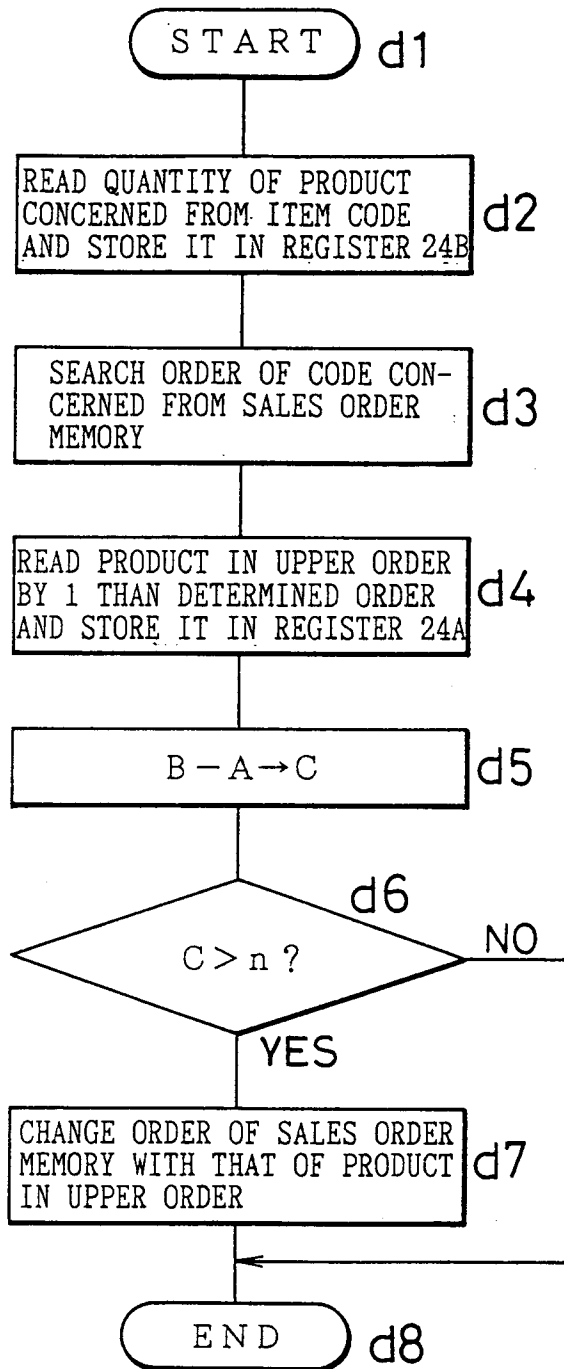 START d1
READ QUANTITY OF PRODUCT
CONCERNED FROM ITEM CODE
AND STORE IT IN REGISTER 24B
d2
SEARCH ORDER OF CODE CON-
CERNED FROM SALES ORDER
MEMORY
d3
READ PRODUCT IN UPPER ORDER
BY 1 THAN DETERMINED ORDER
AND STORE IT IN REGISTER 24A
d4
B-A→C d5
d6
C>n? NO
YES
CHANGE ORDER OF SALES ORDER
MEMORY WITH THAT OF PRODUCT
IN UPPER ORDER
d7
END d8